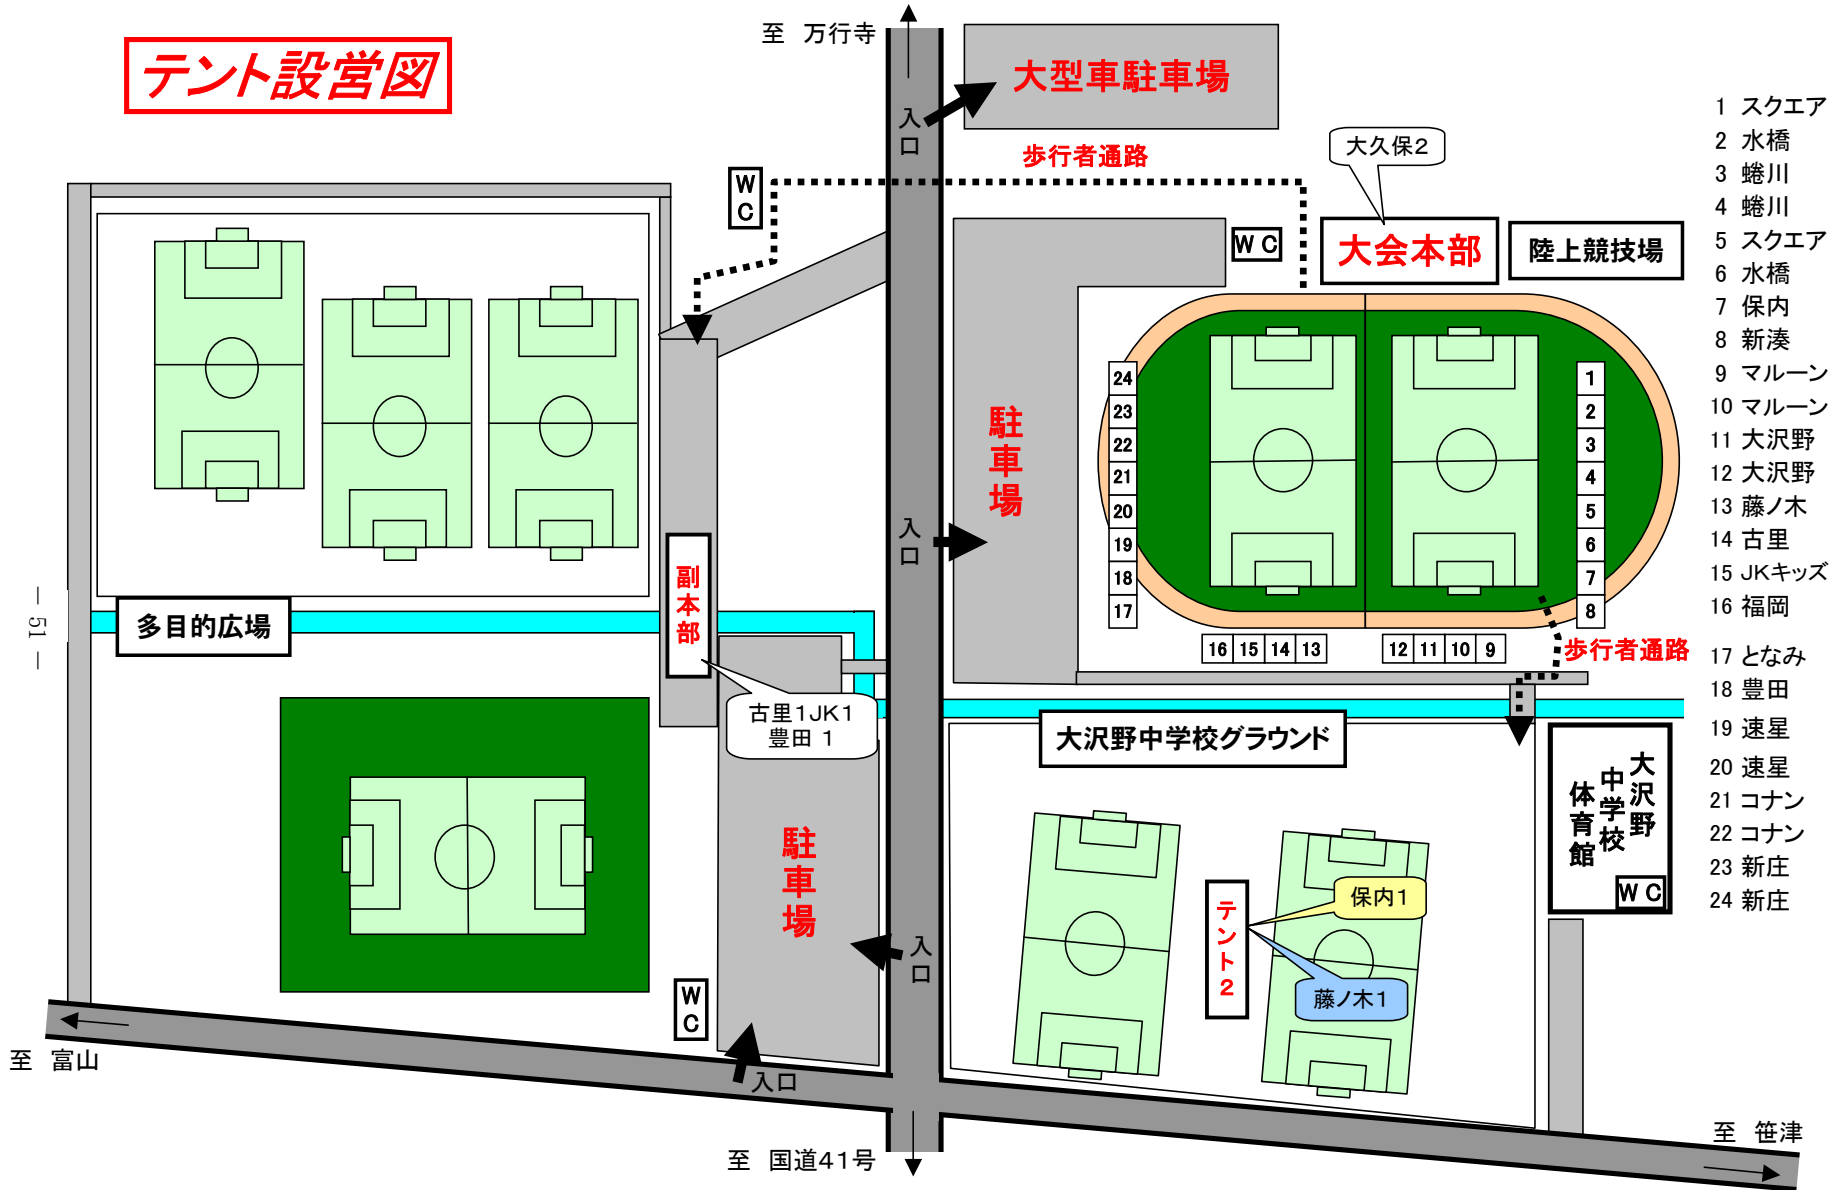 テント設営図
至 万行寺
大型車駐車場
入口
歩行者通路
大久保2
WC
WC
大会本部
陸上競技場
1 スクエア
2 水橋
3 蜷川
4 蜷川
5 スクエア
6 水橋
7 保内
8 新湊
9 マルーン
10 マルーン
11 大沢野
12 大沢野
13 藤ノ木
14 古里
15 JKキッズ
16 福岡
17 となみ
18 豊田
19 速星
20 速星
21 コナン
22 コナン
23 新庄
24 新庄
24
23
22
21
20
19
18
17
1
2
3
4
5
6
7
8
16 15 14 13
12 11 10 9
駐車場
入口
歩行者通路
副本部
多目的広場
― 51 ―
古里1JK1
豊田 1
大沢野中学校グラウンド
大沢野
中学校
体育館
WC
駐車場
入口
テント2
保内1
藤ノ木1
WC
入口
至 富山
至 国道41号
至 笹津